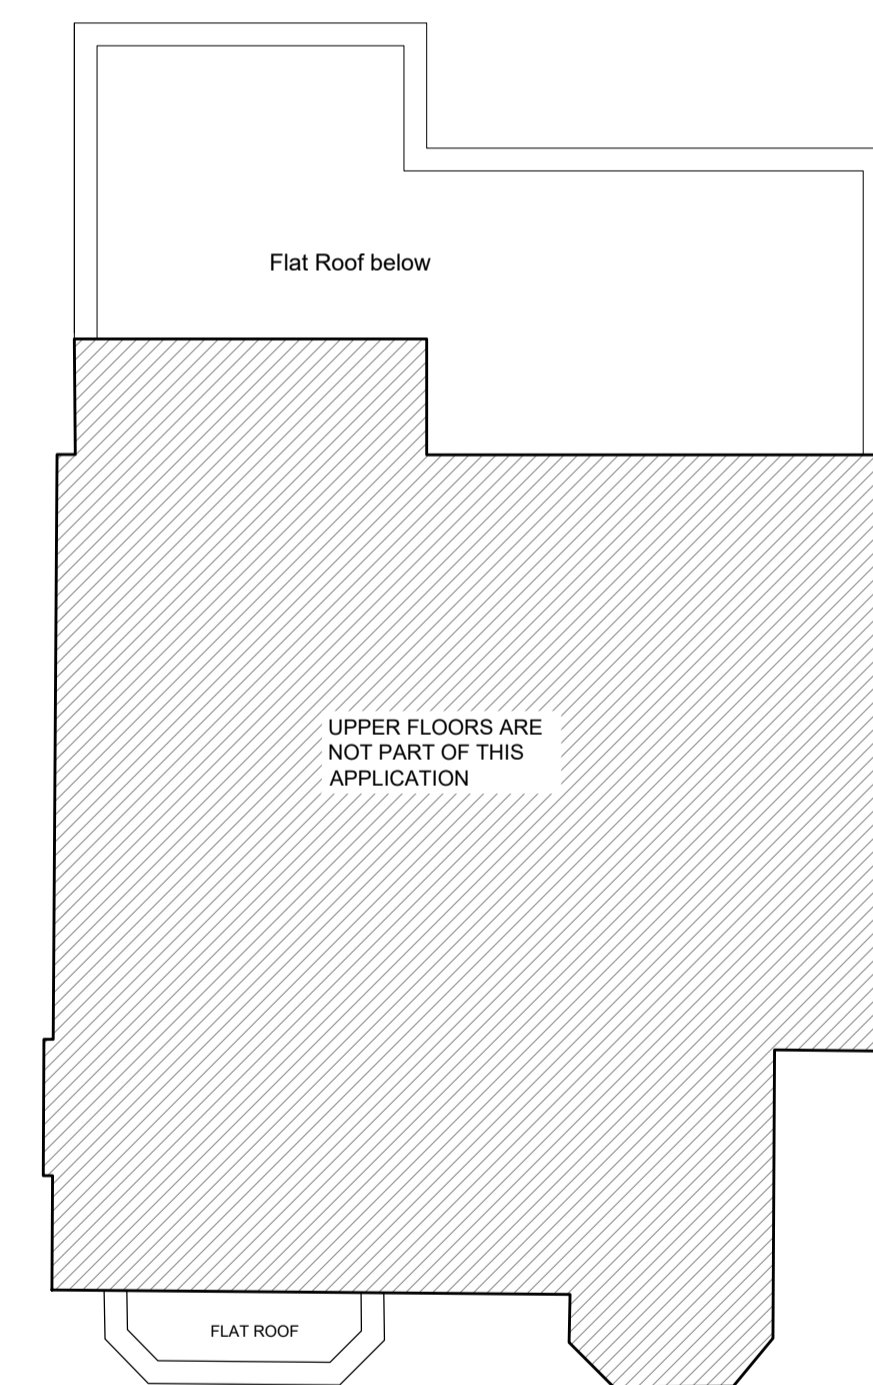 Flat Roof below
UPPER FLOORS ARE
NOT PART OF THIS
APPLICATION
FLAT ROOF